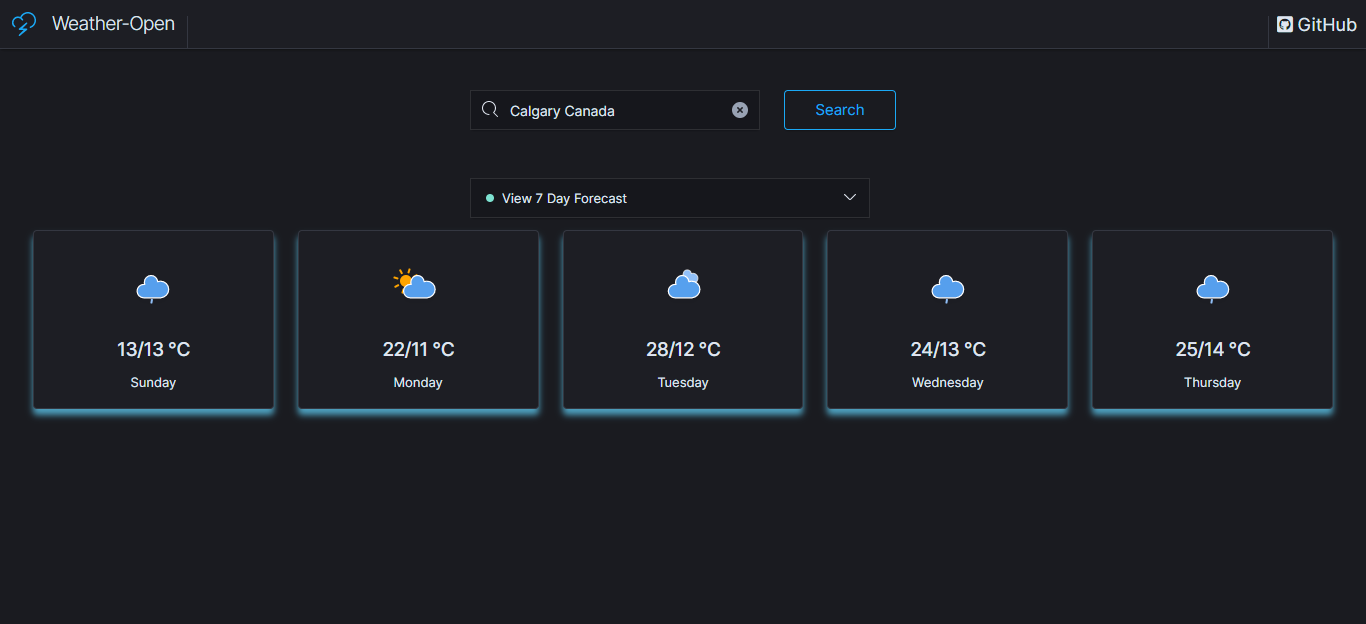 Weather-Open
GitHub
Calgary Canada
Search
View 7 Day Forecast
13/13 °C
Sunday
22/11 °C
Monday
28/12 °C
Tuesday
24/13 °C
Wednesday
25/14 °C
Thursday